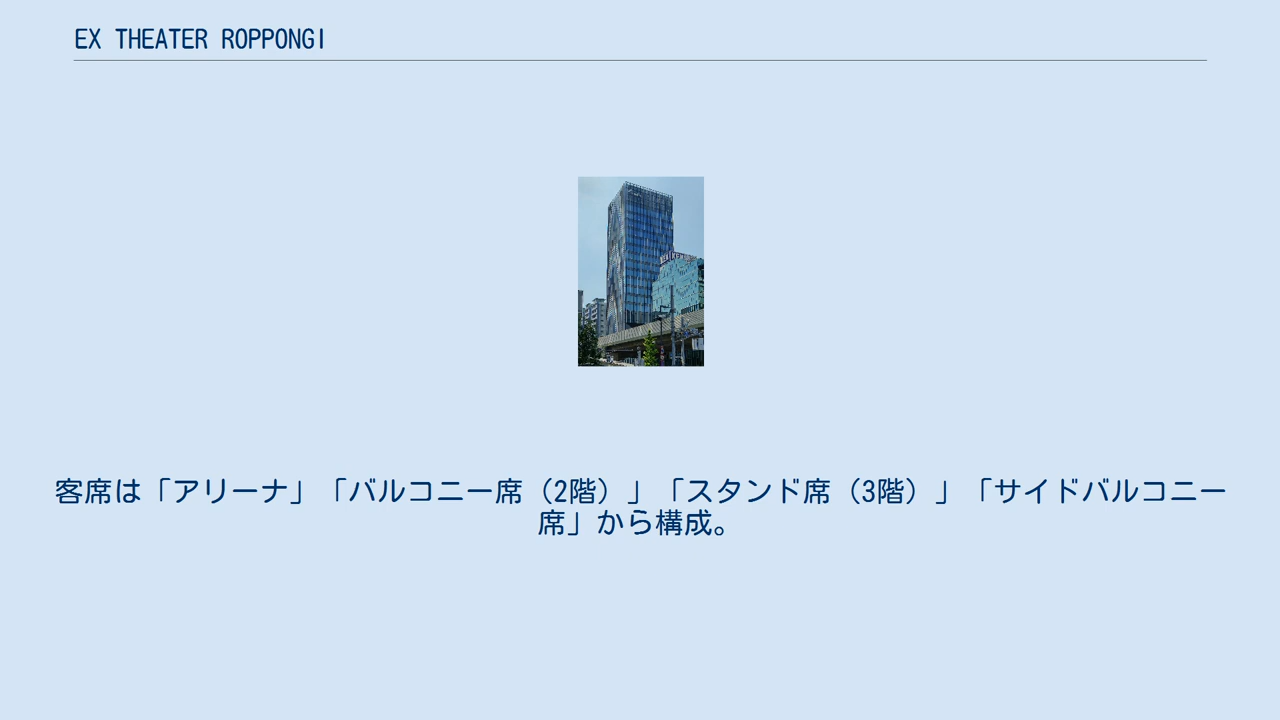 EX THEATER ROPPONGI
客席は「アリーナ」「バルコニー席（2階）」「スタンド席（3階）」「サイドバルコニー
席」から構成。